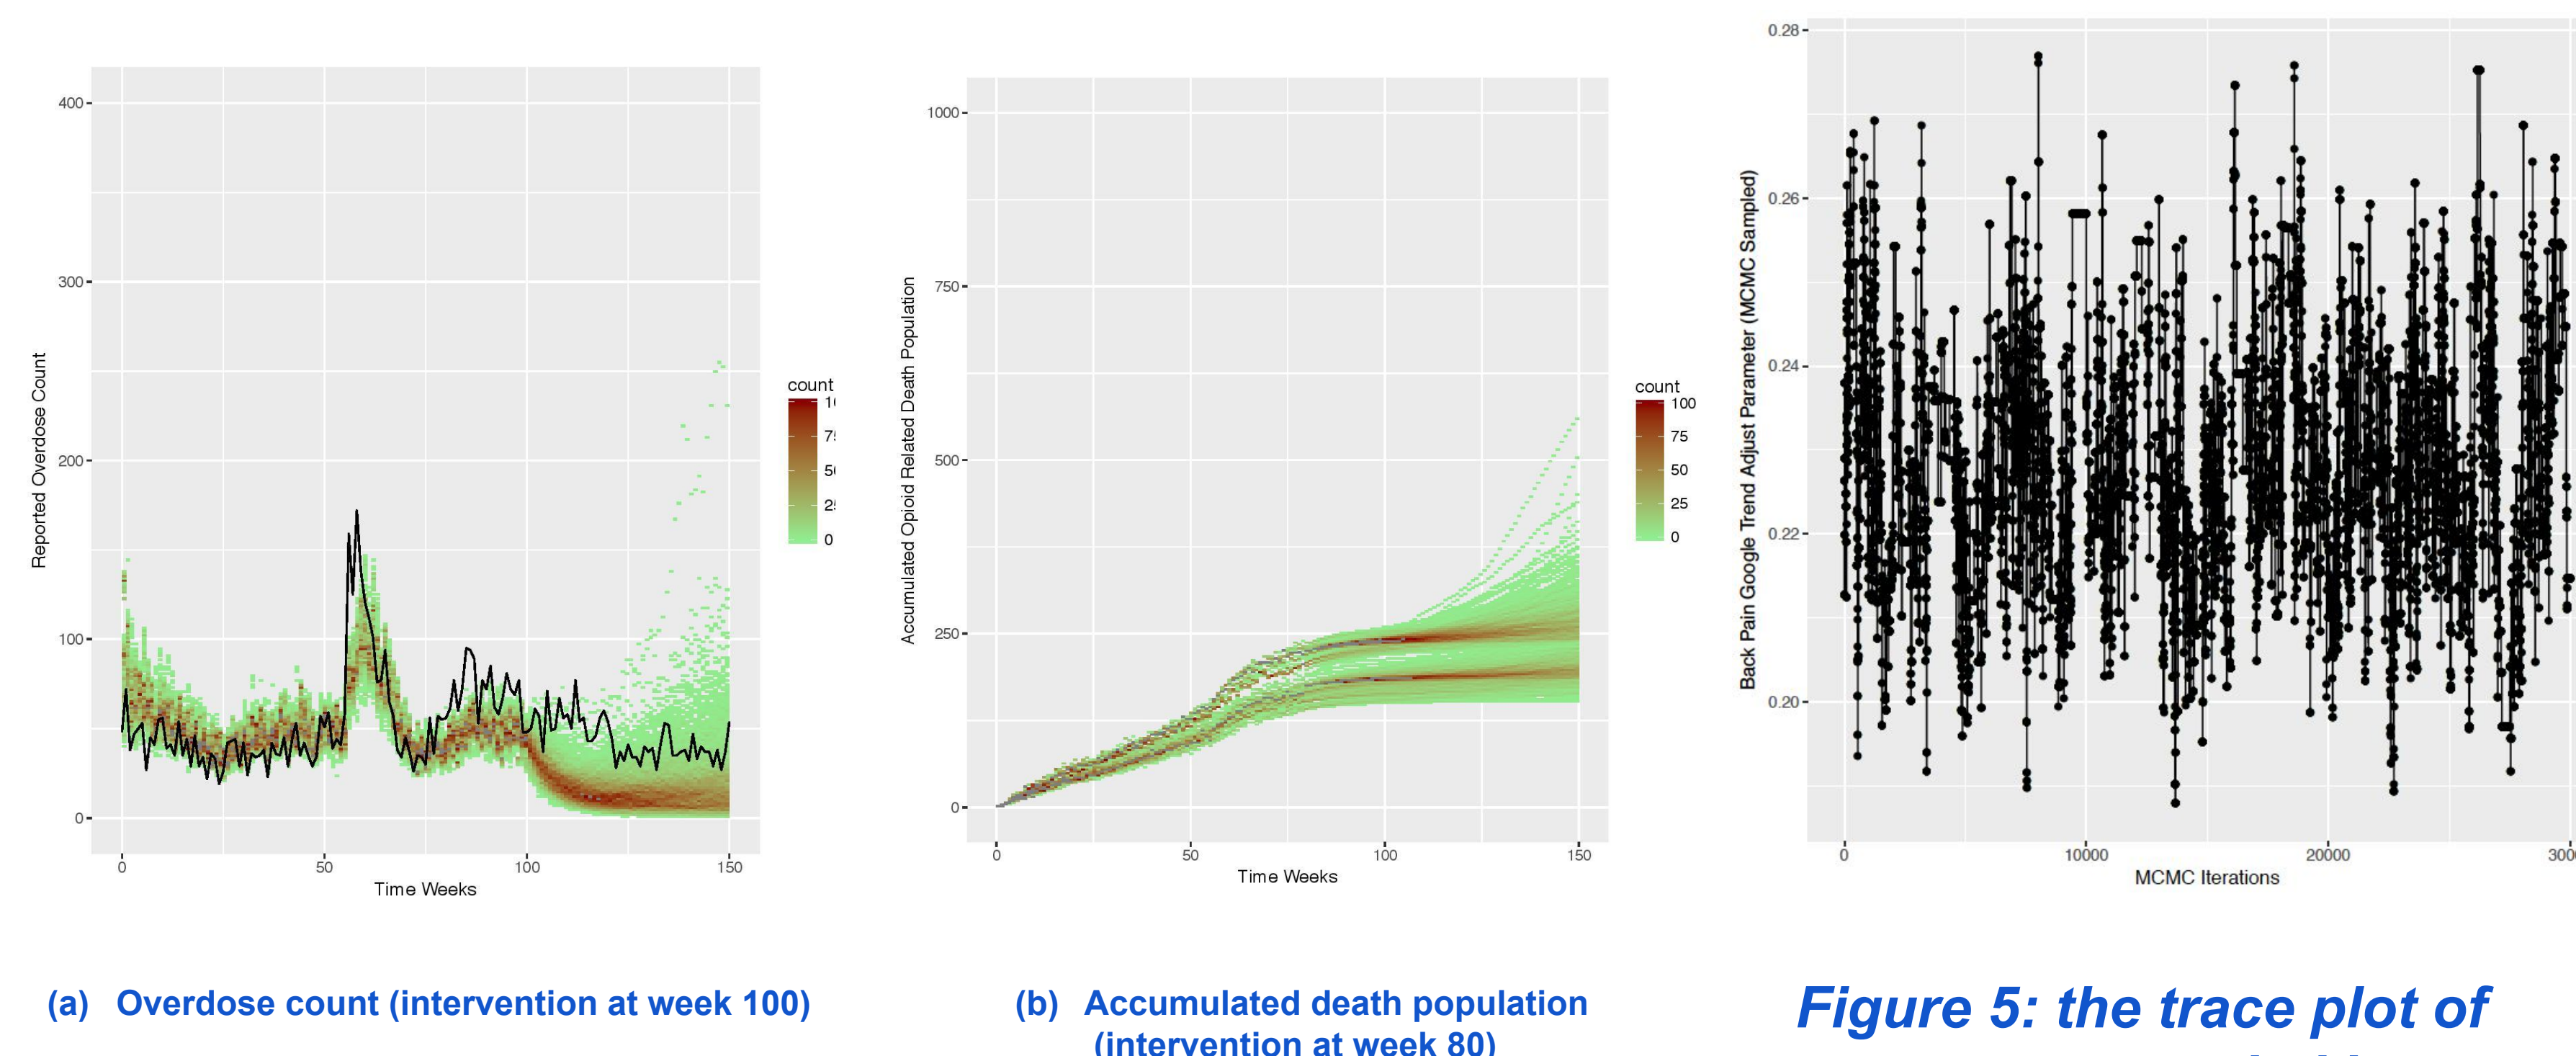 400
300
200
100
0
0
50
100
150
Reported Overdose Count
Time Weeks
count
0
(a) Overdose count (intervention at week 100)
1000
750
500
250
0
0
50
100
150
Accumulated Opioid Related Death Population
Time Weeks
count
100
75
50
25
0
(b) Accumulated death population
(intervention at week 80)
0.28
0.26
0.24
0.22
0.20
0
10000
20000
300
Back Pain Google Trend Adjust Parameter (MCMC Sampled)
MCMC Iterations
Figure 5: the trace plot of